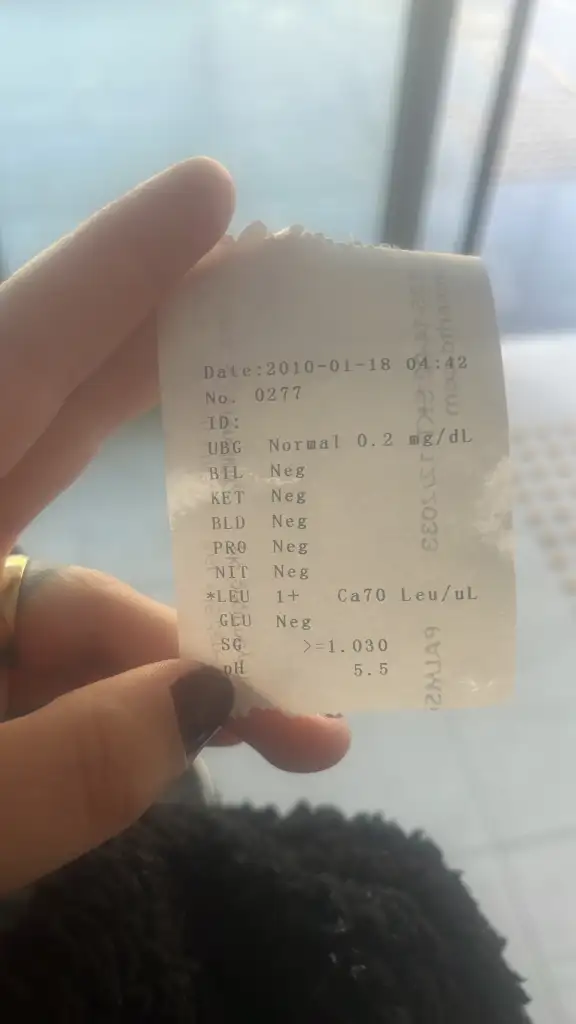 Date:2010-01-18 04:42
No. 0277
ID:
UBG Normal 0.2 mg/dL
BIL Neg
KET Neg
BLD Neg
PRO Neg
NIT Neg
*LEU 1+ Ca70 Leu/uL
GLU Neg
SG >=1.030
pH 5.5